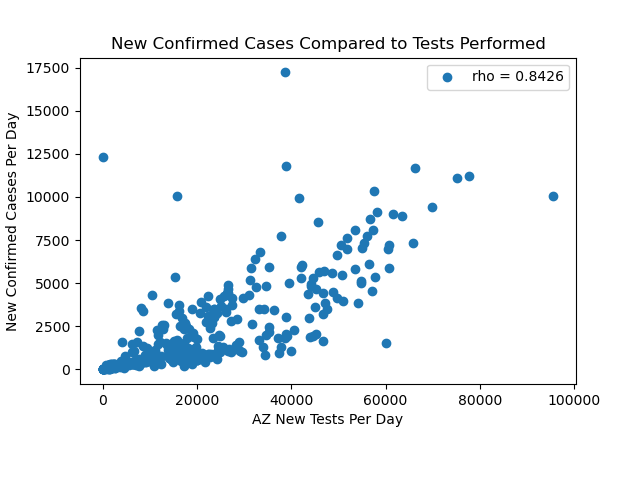 New Confirmed Cases Compared to Tests Performed
rho = 0.8426
17500
15000
12500
10000
7500
5000
2500
0
New Confirmed Caeses Per Day
0 20000 40000 60000 80000 100000
AZ New Tests Per Day